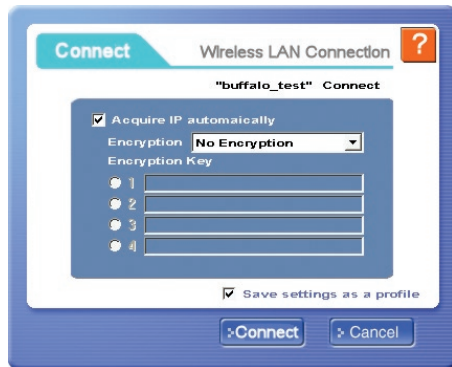 Connect
Wireless LAN Connection
?
"buffalo_test" Connect
Acquire IP automaically
Encryption No Encryption
Encryption Key
1
2
3
4
Save settings as a profile
Connect Cancel